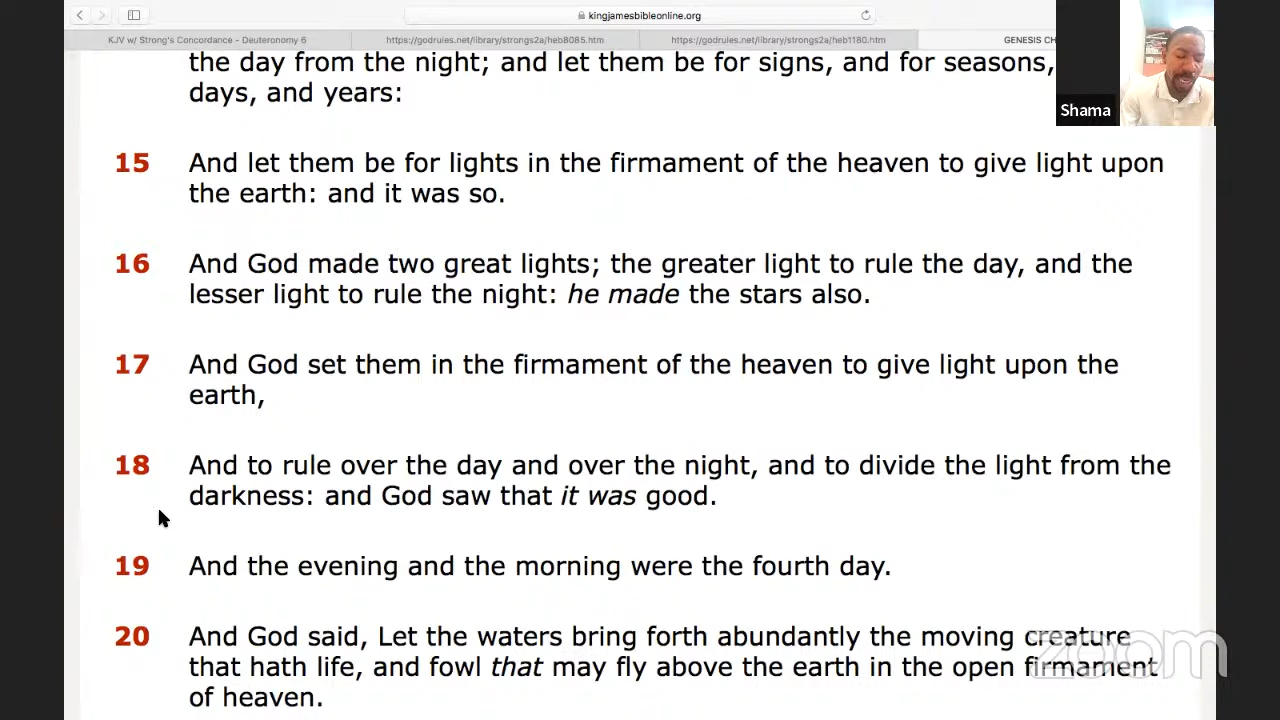 kingjamesbibleonline.org
KJV w/ Strong's Concordance - Deuteronomy 6
https://godrules.net/library/strongs2a/heb8085.htm
https://godrules.net/library/strongs2a/heb1180.htm
GENESIS CH
the day from the night; and let them be for signs, and for seasons,
days, and years:
Shama
15 And let them be for lights in the firmament of the heaven to give light upon
the earth: and it was so.
16 And God made two great lights; the greater light to rule the day, and the
lesser light to rule the night: he made the stars also.
17 And God set them in the firmament of the heaven to give light upon the
earth,
18 And to rule over the day and over the night, and to divide the light from the
darkness: and God saw that it was good.
19 And the evening and the morning were the fourth day.
20 And God said, Let the waters bring forth abundantly the moving creature
that hath life, and fowl that may fly above the earth in the open firmament
of heaven.
zoom